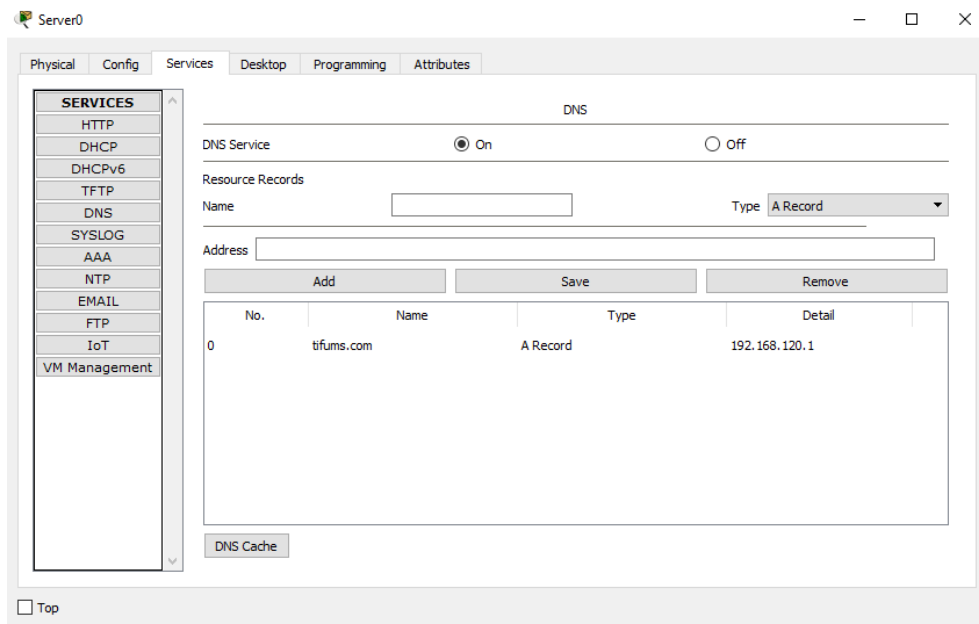 Server0
Physical Config Services Desktop Programming Attributes
SERVICES
HTTP
DHCP
DHCPv6
TFTP
DNS
SYSLOG
AAA
NTP
EMAIL
FTP
IoT
VM Management
DNS
DNS Service On Off
Resource Records
Name Type A Record
Address
Add Save Remove
No. Name Type Detail
0 tifums.com A Record 192.168.120.1
DNS Cache
Top